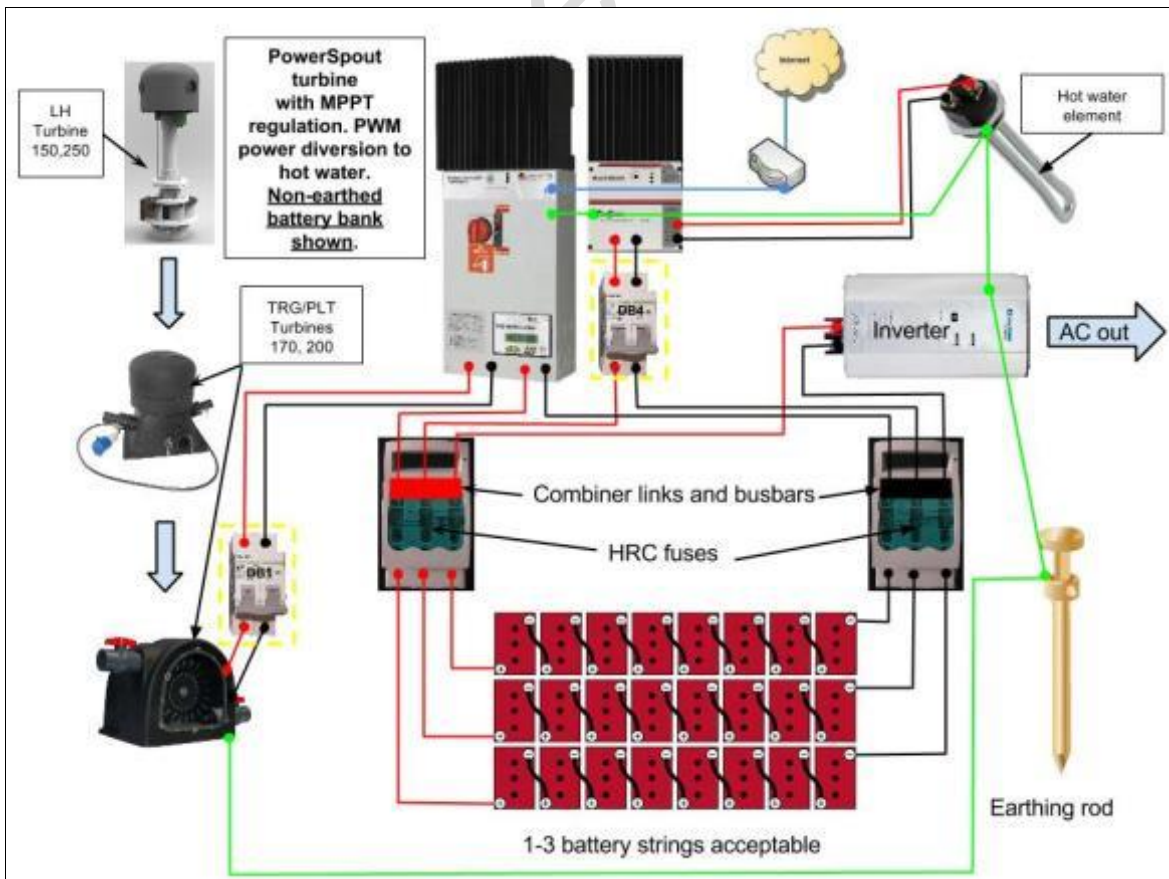 LH
Turbine
150,250
PowerSpout
turbine
with MPPT
regulation. PWM
power diversion to
hot water.
Non-earthed
battery bank
shown.
Internet
Hot water
element
TRG/PLT
Turbines
170, 200
DB4
Inverter
AC out
Combiner links and busbars
HRC fuses
DB1
Earthing rod
1-3 battery strings acceptable